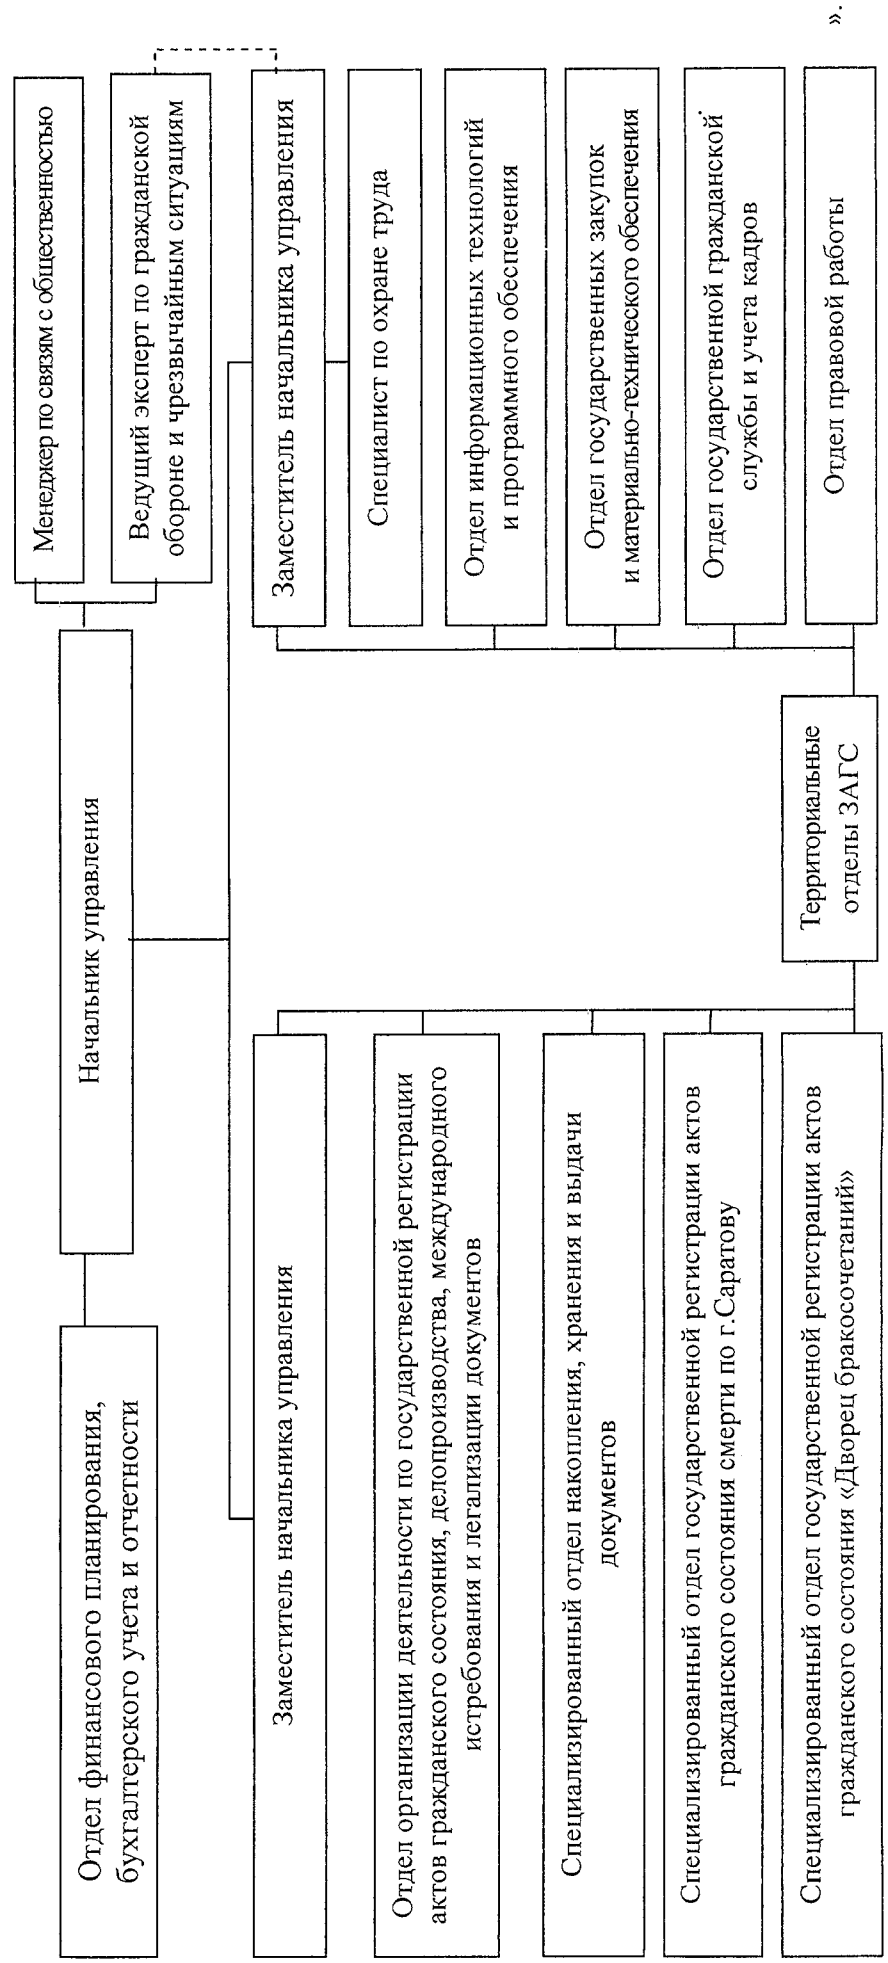 Менеджер по связям с общественностью
Начальник управления
Ведущий эксперт по гражданской
обороне и чрезвычайным ситуациям
Отдел финансового планирования,
бухгалтерского учета и отчетности
Заместитель начальника управления
Заместитель начальника управления
Отдел организации деятельности по государственной регистрации
актов гражданского состояния, делопроизводства, международного
истребования и легализации документов
Специалист по охране труда
Специализированный отдел накопления, хранения и выдачи
документов
Отдел информационных технологий
и программного обеспечения
Специализированный отдел государственной регистрации актов
гражданского состояния смерти по г.Саратову
Отдел государственных закупок
и материально-технического обеспечения
Специализированный отдел государственной регистрации актов
гражданского состояния «Дворец бракосочетаний»
Территориальные
отделы ЗАГС
Отдел государственной гражданской
службы и учета кадров
Отдел правовой работы
».